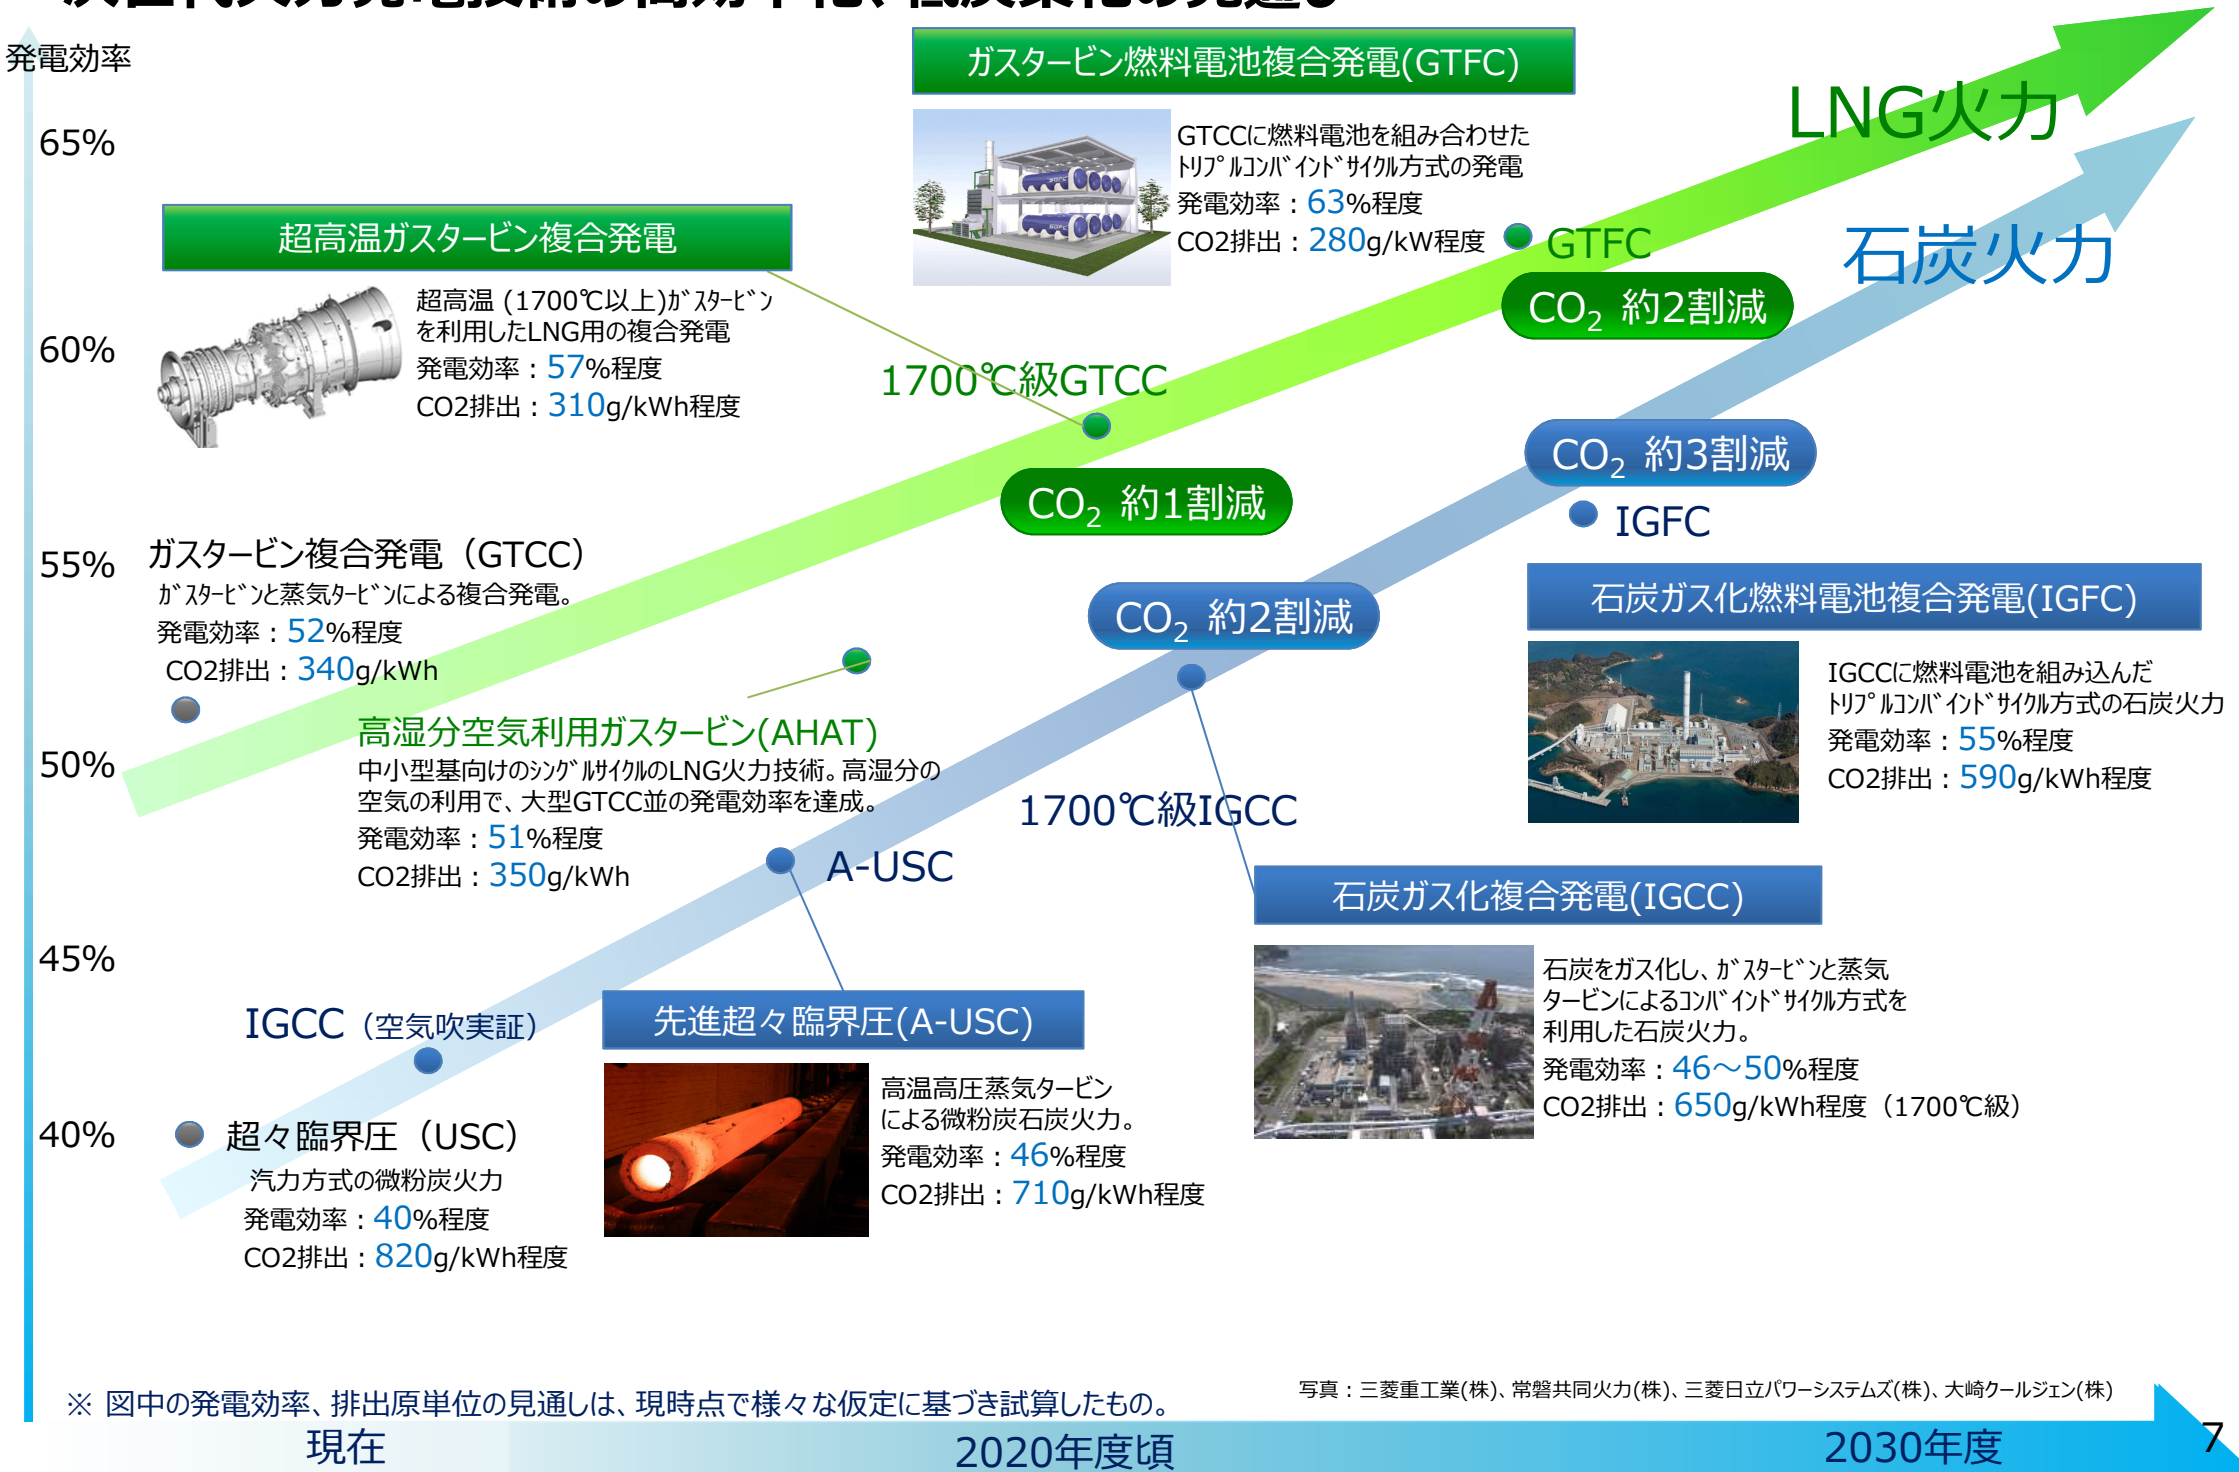 次世代火力発電技術の高効率化、低炭素化の見通し
発電効率
65%
60%
55%
50%
45%
40%
ガスタービン燃料電池複合発電(GTFC)
GTCCに燃料電池を組み合わせた
ﾄﾘﾌﾟﾙｺﾝﾊﾞｲﾝﾄﾞｻｲｸﾙ方式の発電
発電効率：63%程度
CO2排出：280g/kW程度
GTFC
CO2 約2割減
LNG火力
石炭火力
超高温ガスタービン複合発電
超高温 (1700℃以上)ｶﾞｽﾀｰﾋﾞﾝ
を利用したLNG用の複合発電
発電効率：57%程度
CO2排出：310g/kWh程度
1700℃級GTCC
CO2 約1割減
ガスタービン複合発電（GTCC）
ｶﾞｽﾀｰﾋﾞﾝと蒸気ﾀｰﾋﾞﾝによる複合発電。
発電効率：52%程度
CO2排出：340g/kWh
高湿分空気利用ガスタービン(AHAT)
中小型基向けのｼﾝｸﾞﾙｻｲｸﾙのLNG火力技術。高湿分の
空気の利用で、大型GTCC並の発電効率を達成。
発電効率：51%程度
CO2排出：350g/kWh
CO2 約3割減
IGFC
石炭ガス化燃料電池複合発電(IGFC)
IGCCに燃料電池を組み込んだ
ﾄﾘﾌﾟﾙｺﾝﾊﾞｲﾝﾄﾞｻｲｸﾙ方式の石炭火力
発電効率：55%程度
CO2排出：590g/kWh程度
CO2 約2割減
1700℃級IGCC
石炭ガス化複合発電(IGCC)
石炭をガス化し、ｶﾞｽﾀｰﾋﾞﾝと蒸気
タービンによるｺﾝﾊﾞｲﾝﾄﾞｻｲｸﾙ方式を
利用した石炭火力。
発電効率：46～50%程度
CO2排出：650g/kWh程度（1700℃級）
A-USC
先進超々臨界圧(A-USC)
高温高圧蒸気タービン
による微粉炭石炭火力。
発電効率：46%程度
CO2排出：710g/kWh程度
IGCC（空気吹実証）
超々臨界圧（USC）
汽力方式の微粉炭火力
発電効率：40%程度
CO2排出：820g/kWh程度
写真：三菱重工業(株)、常磐共同火力(株)、三菱日立パワーシステムズ(株)、大崎クールジェン(株)
※ 図中の発電効率、排出原単位の見通しは、現時点で様々な仮定に基づき試算したもの。
現在
2020年度頃
2030年度
7